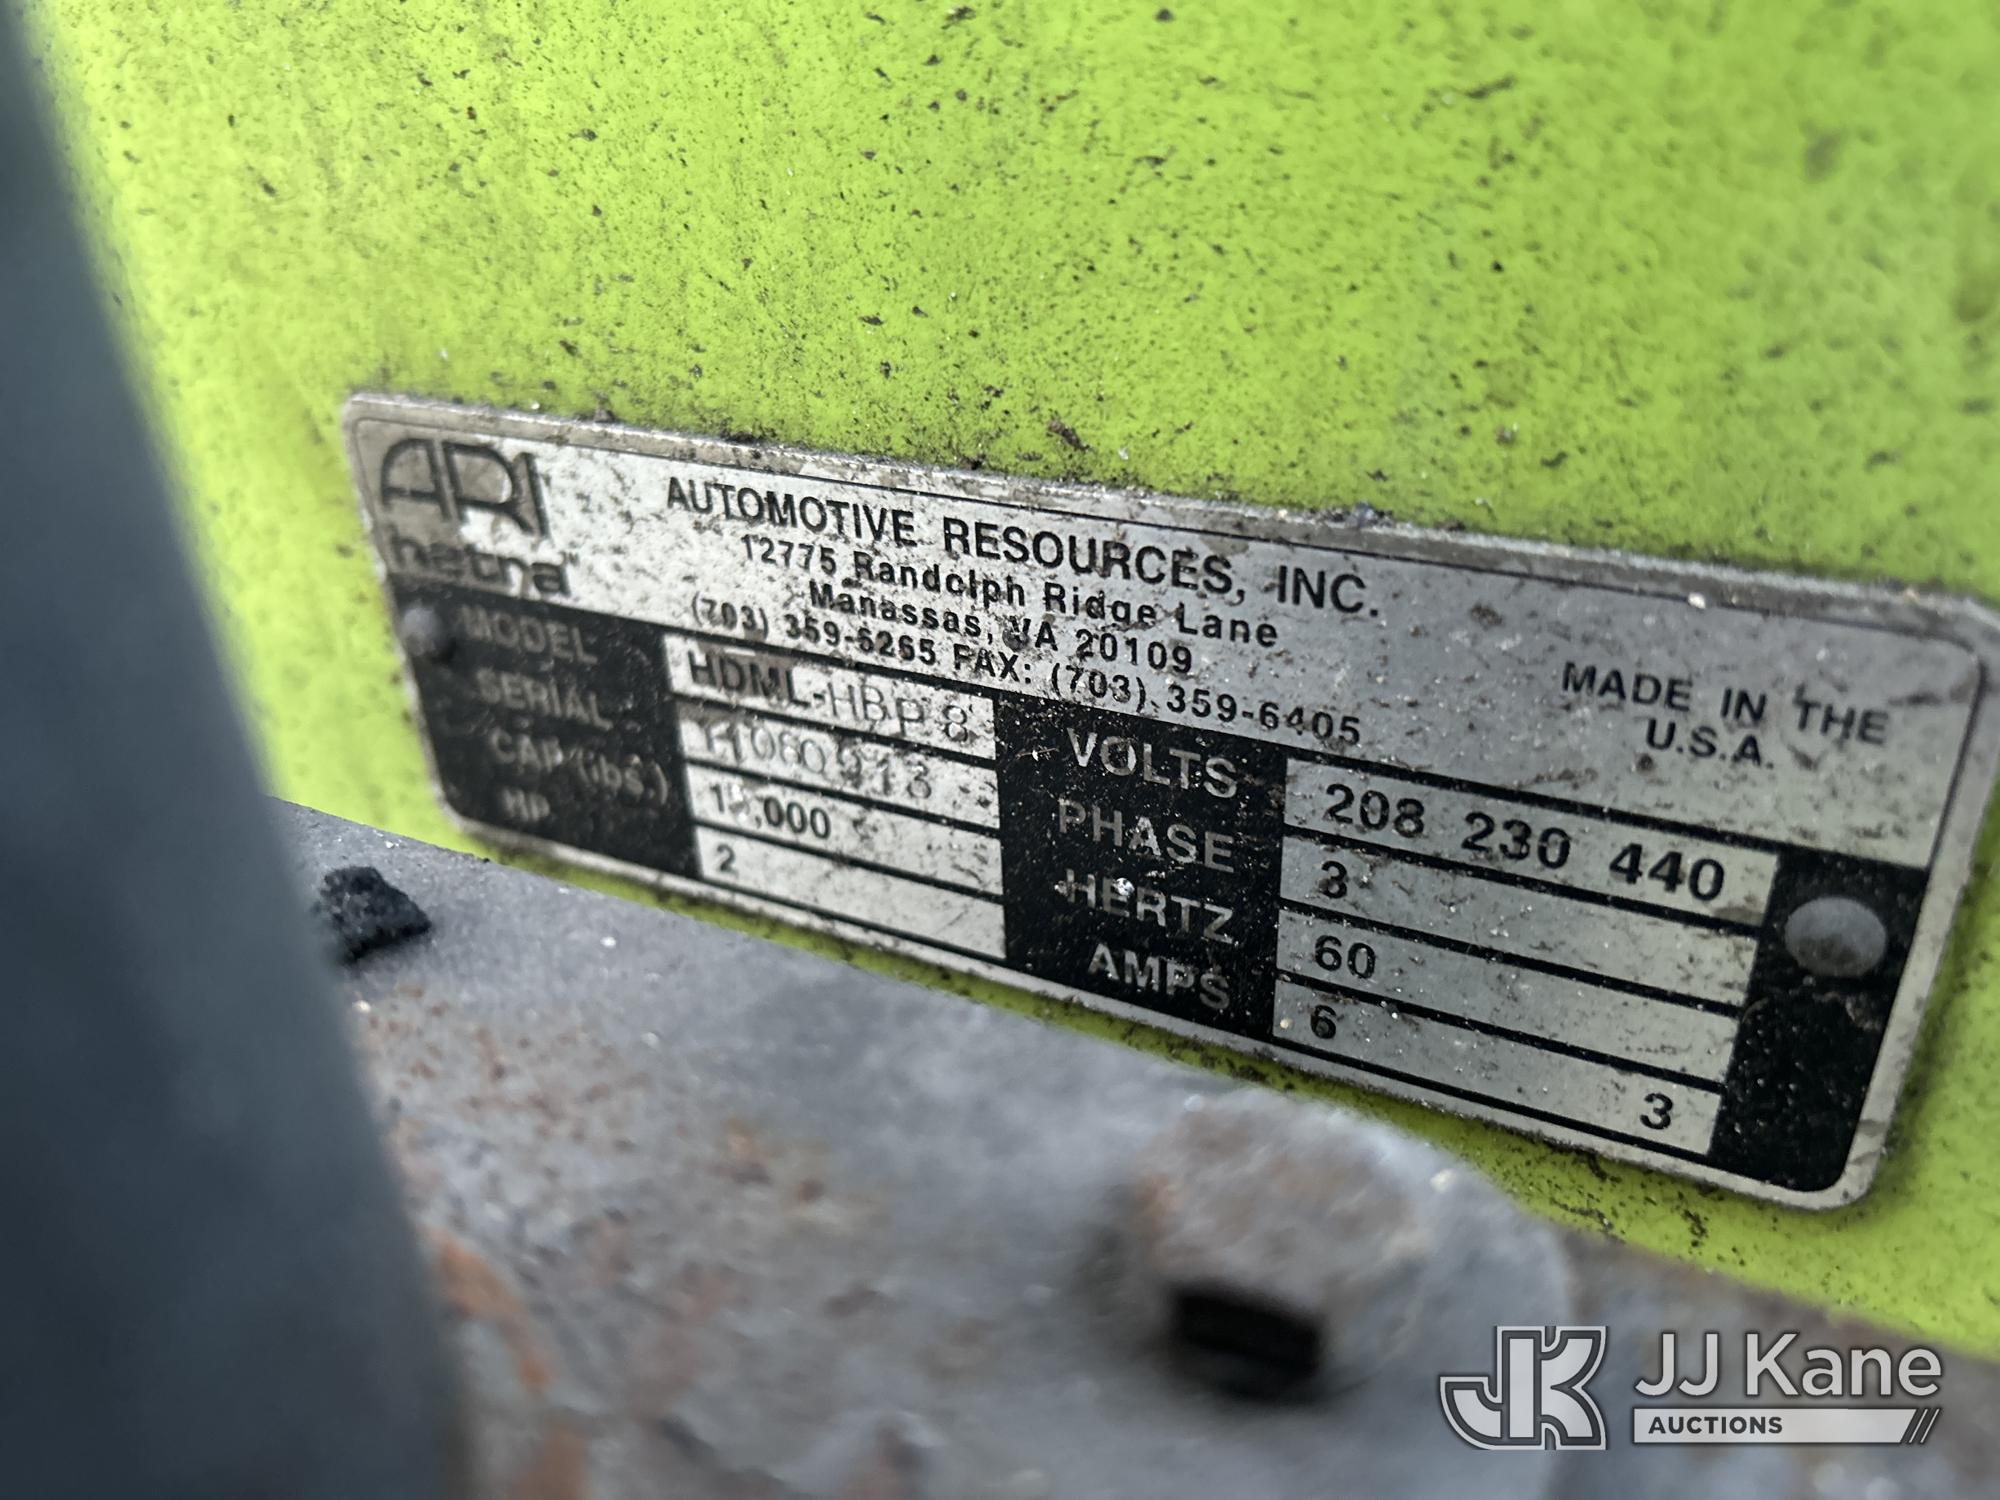 ARI
hetra
AUTOMOTIVE RESOURCES, INC.
12775 Randolph Ridge Lane
Manassas, VA 20109
(703) 359-6265 FAX: (703) 359-6405
MADE IN THE
U.S.A.
MODEL HDML-HBP 8
SERIAL
CAP (lbs.)
HP 2
VOLTS 208 230 440
PHASE 3
HERTZ 60
AMPS 6 3
JJ Kane
AUCTIONS